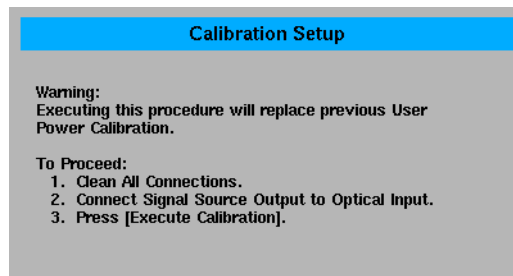 Calibration Setup
Warning:
Executing this procedure will replace previous User
Power Calibration.
To Proceed:
1. Clean All Connections.
2. Connect Signal Source Output to Optical Input.
3. Press [Execute Calibration].